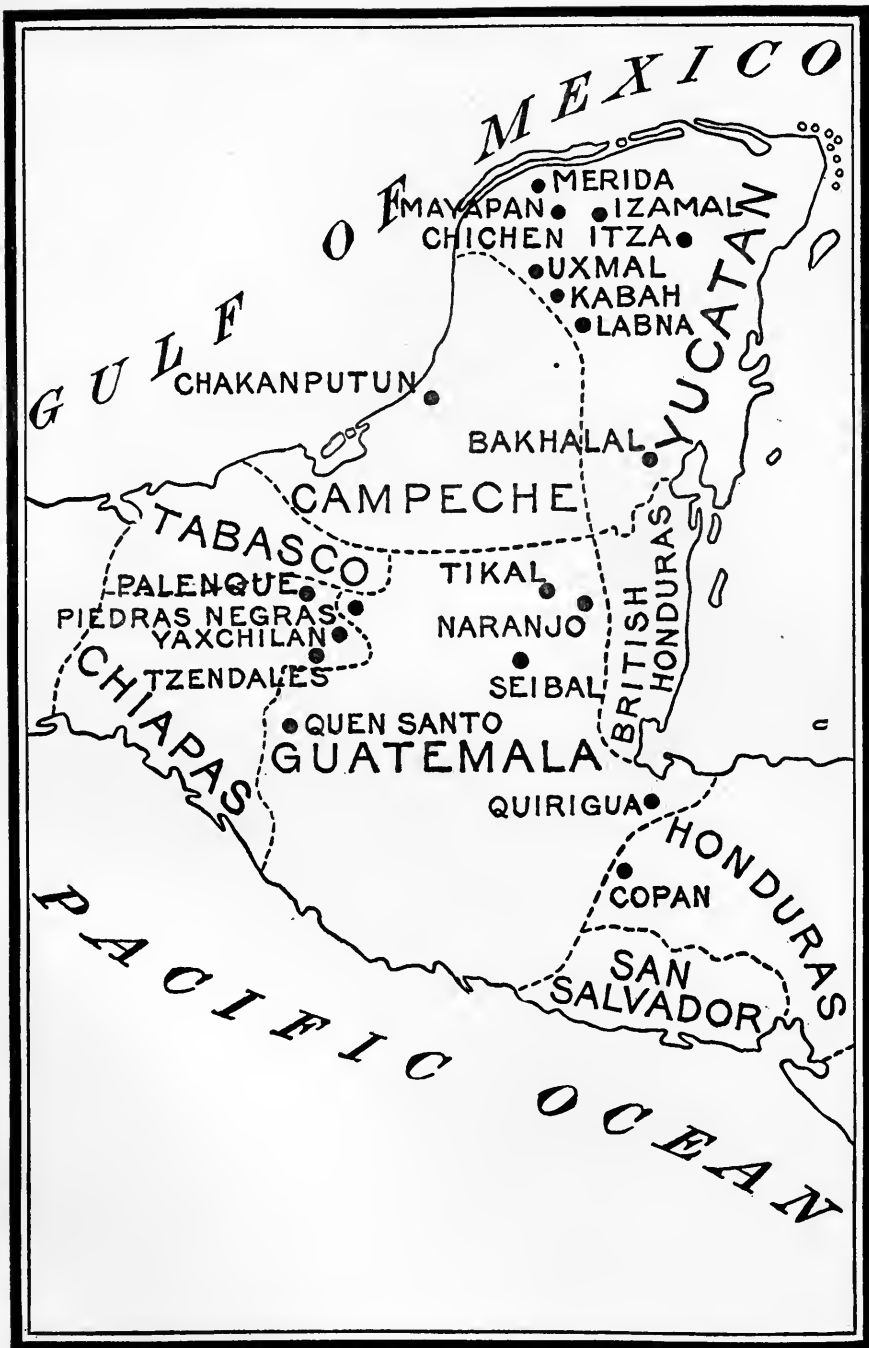 GULF OF MEXICO
MERIDA
MAYAPAN
IZAMAL
CHICHEN ITZA
UXMAL
KABAH
LABNA
YUCATAN
CHAKANPUTUN
BAKHALAL
CAMPECHE
TABASCO
TIKAL
PALENQUE
PIEDRAS NEGRAS
NARANJO
YAXCHILAN
TZENDALES
SEIBAL
BRITISH
HONDURAS
CHIAPAS
QUEN SANTO
GUATEMALA
QUIRIGUA
HONDURAS
COPAN
SAN
SALVADOR
PACIFIC OCEAN